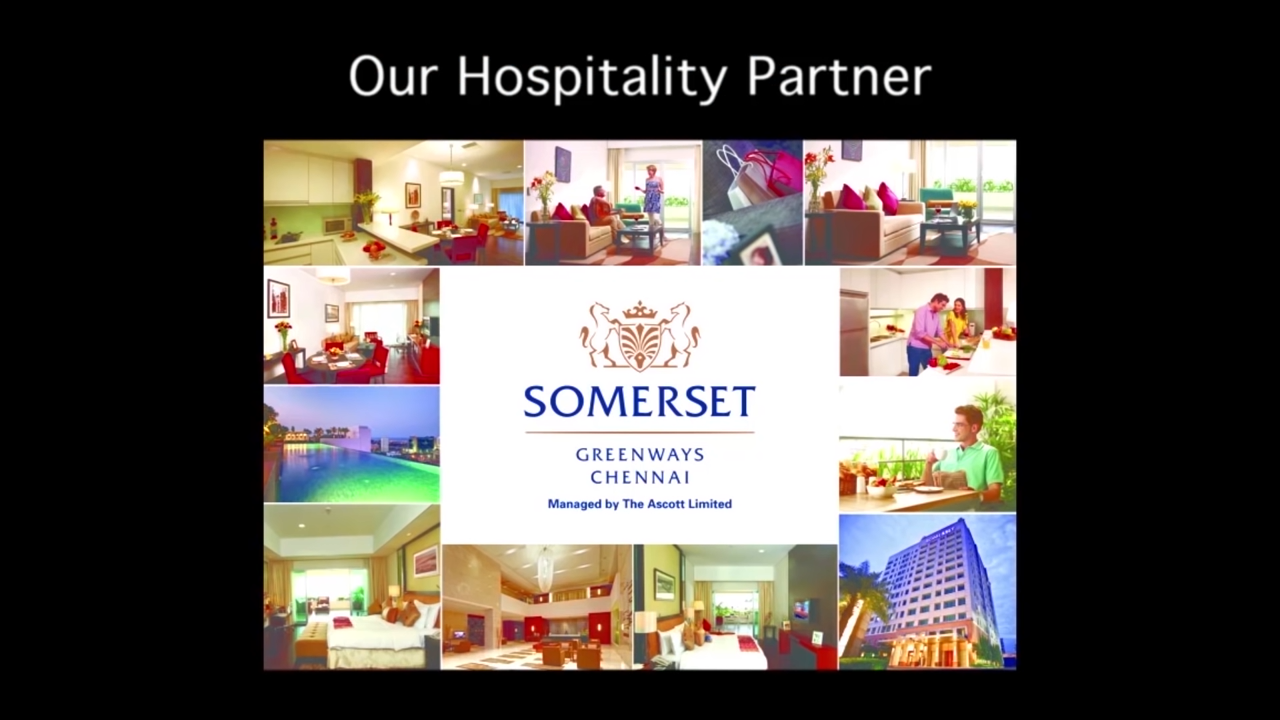 Our Hospitality Partner
SOMERSET
GREENWAYS
CHENNAI
Managed by The Ascott Limited